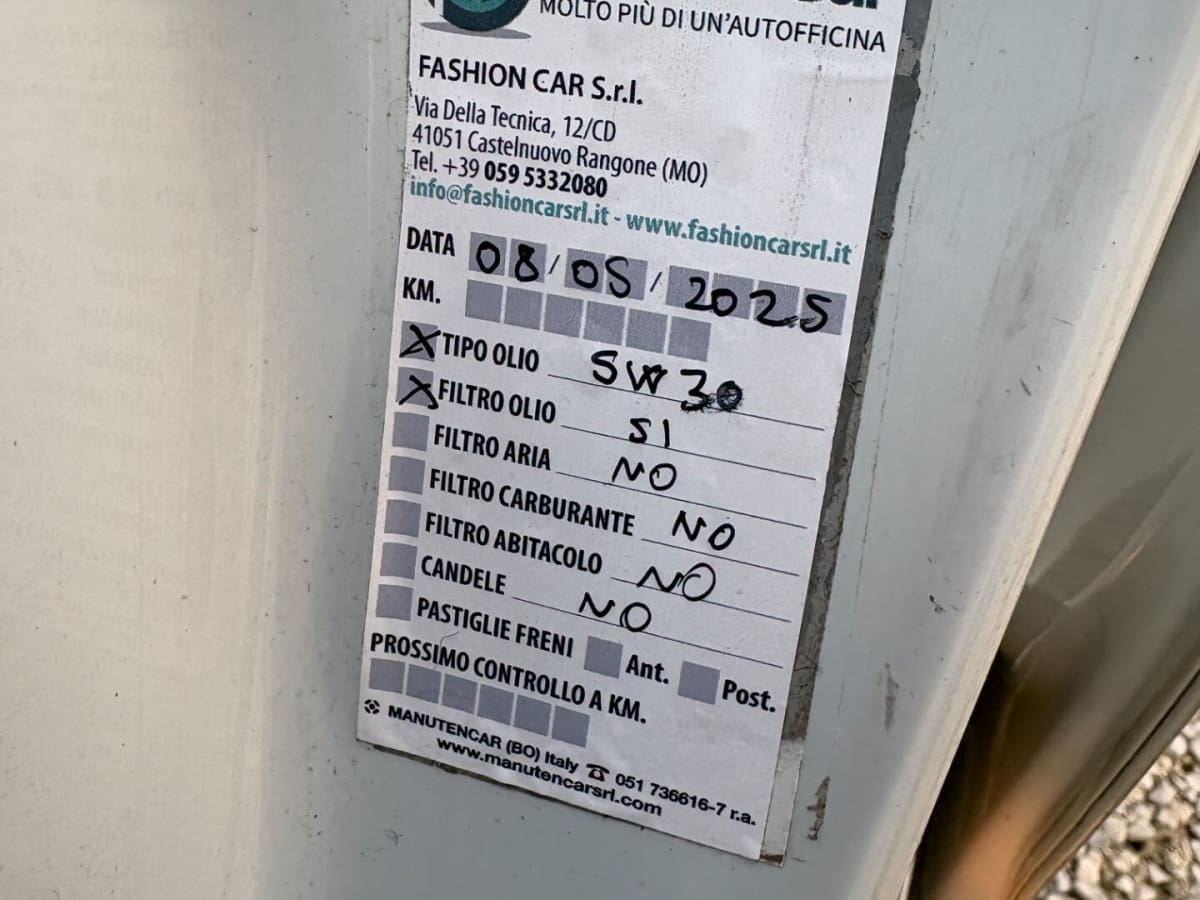 MOLTO PIÙ DI UN'AUTOFFICINA
FASHION CAR S.r.l.
Via Della Tecnica, 12/CD
41051 Castelnuovo Rangone (MO)
Tel. +39 059 5332080
info@fashioncarsrl.it - www.fashioncarsrl.it
DATA 08/05/2025
KM.
X TIPO OLIO 5W30
X FILTRO OLIO SI
FILTRO ARIA NO
FILTRO CARBURANTE NO
FILTRO ABITACOLO NO
CANDELE NO
PASTIGLIE FRENI Ant. Post.
PROSSIMO CONTROLLO A KM.
MANUTENCAR (BO) Italy ☎ 051 736616-7 r.a.
www.manutencarsrl.com